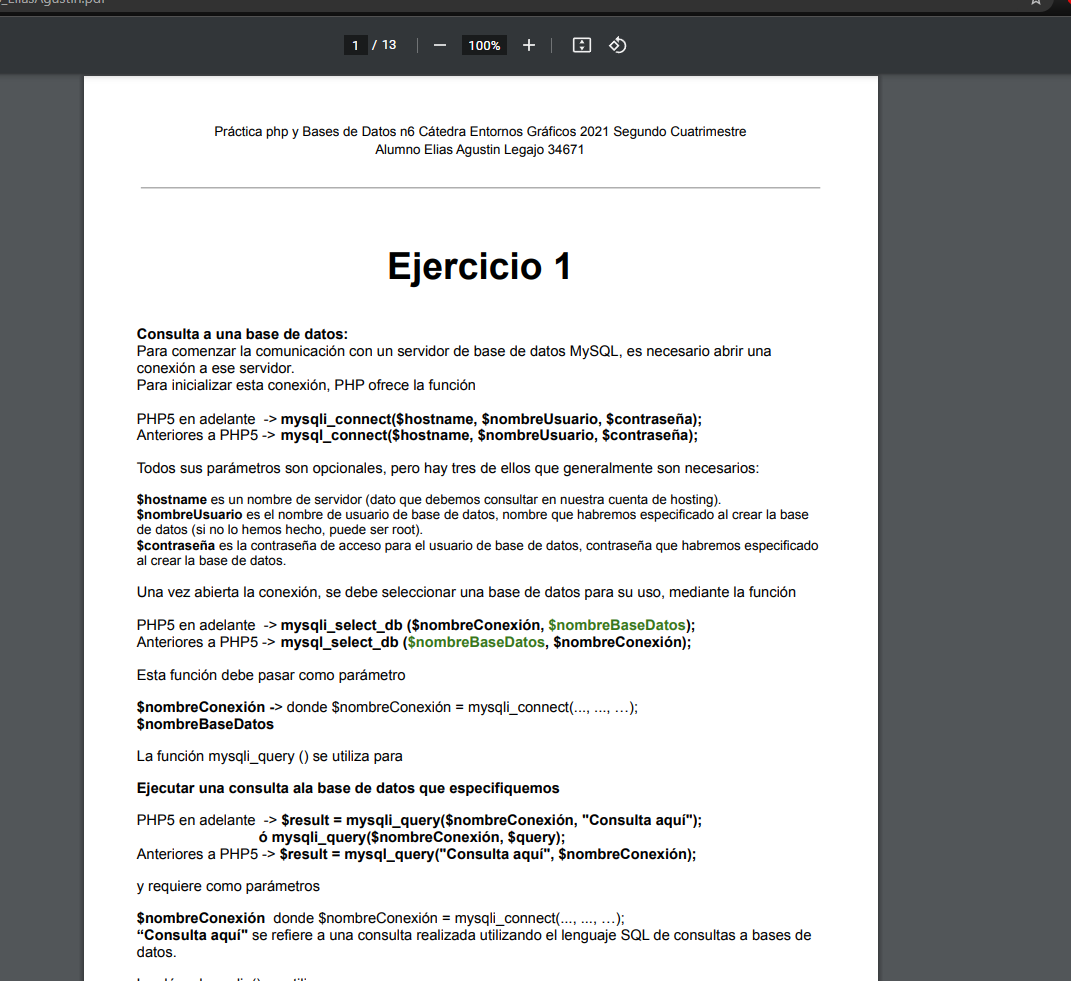 _EliasAgustin.pdf
1 / 13 100%
Práctica php y Bases de Datos n6 Cátedra Entornos Gráficos 2021 Segundo Cuatrimestre
Alumno Elias Agustin Legajo 34671
Ejercicio 1
Consulta a una base de datos:
Para comenzar la comunicación con un servidor de base de datos MySQL, es necesario abrir una
conexión a ese servidor.
Para inicializar esta conexión, PHP ofrece la función
PHP5 en adelante -> mysqli_connect($hostname, $nombreUsuario, $contraseña);
Anteriores a PHP5 -> mysql_connect($hostname, $nombreUsuario, $contraseña);
Todos sus parámetros son opcionales, pero hay tres de ellos que generalmente son necesarios:
$hostname es un nombre de servidor (dato que debemos consultar en nuestra cuenta de hosting).
$nombreUsuario es el nombre de usuario de base de datos, nombre que habremos especificado al crear la base
de datos (si no lo hemos hecho, puede ser root).
$contraseña es la contraseña de acceso para el usuario de base de datos, contraseña que habremos especificado
al crear la base de datos.
Una vez abierta la conexión, se debe seleccionar una base de datos para su uso, mediante la función
PHP5 en adelante -> mysqli_select_db ($nombreConexión, $nombreBaseDatos);
Anteriores a PHP5 -> mysql_select_db ($nombreBaseDatos, $nombreConexión);
Esta función debe pasar como parámetro
$nombreConexión -> donde $nombreConexión = mysqli_connect(..., ..., …);
$nombreBaseDatos
La función mysqli_query () se utiliza para
Ejecutar una consulta ala base de datos que especifiquemos
PHP5 en adelante -> $result = mysqli_query($nombreConexión, "Consulta aquí");
ó mysqli_query($nombreConexión, $query);
Anteriores a PHP5 -> $result = mysql_query("Consulta aquí", $nombreConexión);
y requiere como parámetros
$nombreConexión donde $nombreConexión = mysqli_connect(..., ..., …);
“Consulta aquí" se refiere a una consulta realizada utilizando el lenguaje SQL de consultas a bases de
datos.